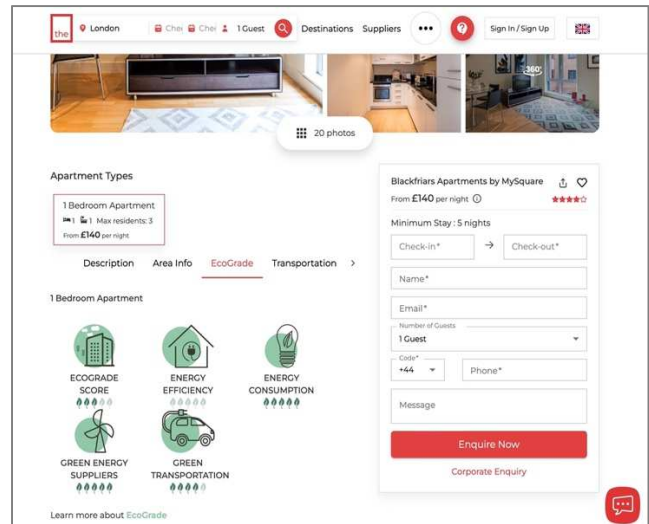 the
London
Che
Che
1 Guest
Destinations
Suppliers
Sign In / Sign Up
360°
20 photos
Apartment Types
1 Bedroom Apartment
1 1 Max residents: 3
From £140 per night
Description
Area Info
EcoGrade
Transportation
1 Bedroom Apartment
ECOGRADE
SCORE
ENERGY
EFFICIENCY
ENERGY
CONSUMPTION
GREEN ENERGY
SUPPLIERS
GREEN
TRANSPORTATION
Learn more about EcoGrade
Blackfriars Apartments by MySquare
From £140 per night
Minimum Stay : 5 nights
Check-in*
Check-out*
Name*
Email*
Number of Guests
1 Guest
Code*
+44
Phone*
Message
Enquire Now
Corporate Enquiry